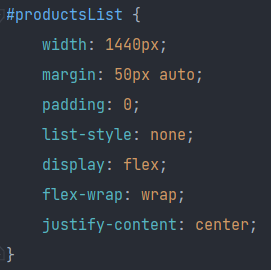 #productsList {
width: 1440px;
margin: 50px auto;
padding: 0;
list-style: none;
display: flex;
flex-wrap: wrap;
justify-content: center;
}